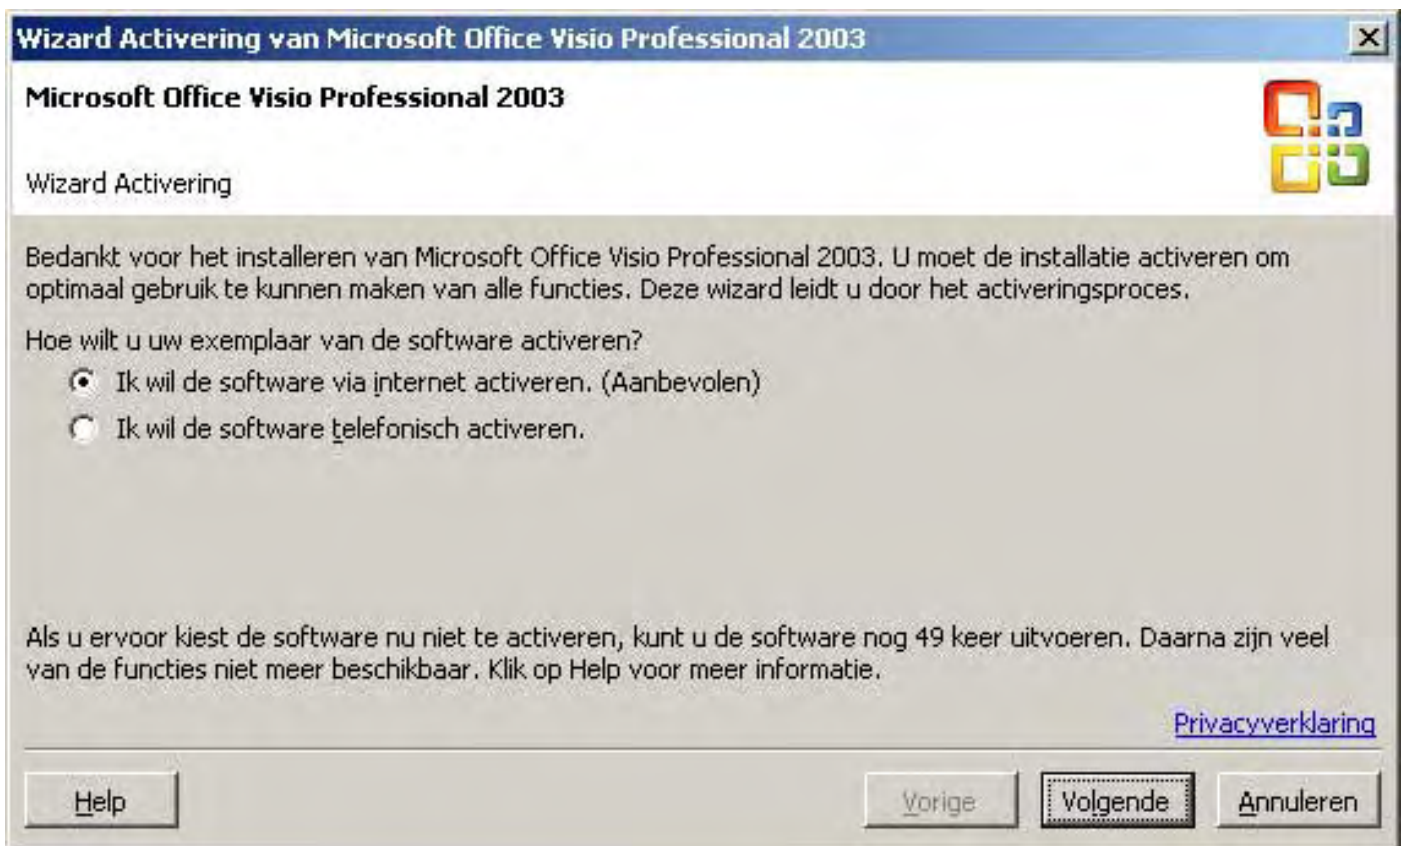 Wizard Activering van Microsoft Office Visio Professional 2003
Microsoft Office Visio Professional 2003
Wizard Activering
Bedankt voor het installeren van Microsoft Office Visio Professional 2003. U moet de installatie activeren om
optimaal gebruik te kunnen maken van alle functies. Deze wizard leidt u door het activeringsproces.
Hoe wilt u uw exemplaar van de software activeren?
Ik wil de software via internet activeren. (Aanbevolen)
Ik wil de software telefonisch activeren.
Als u ervoor kiest de software nu niet te activeren, kunt u de software nog 49 keer uitvoeren. Daarna zijn veel
van de functies niet meer beschikbaar. Klik op Help voor meer informatie.
Privacyverklaring
Help Vorige Volgende Annuleren